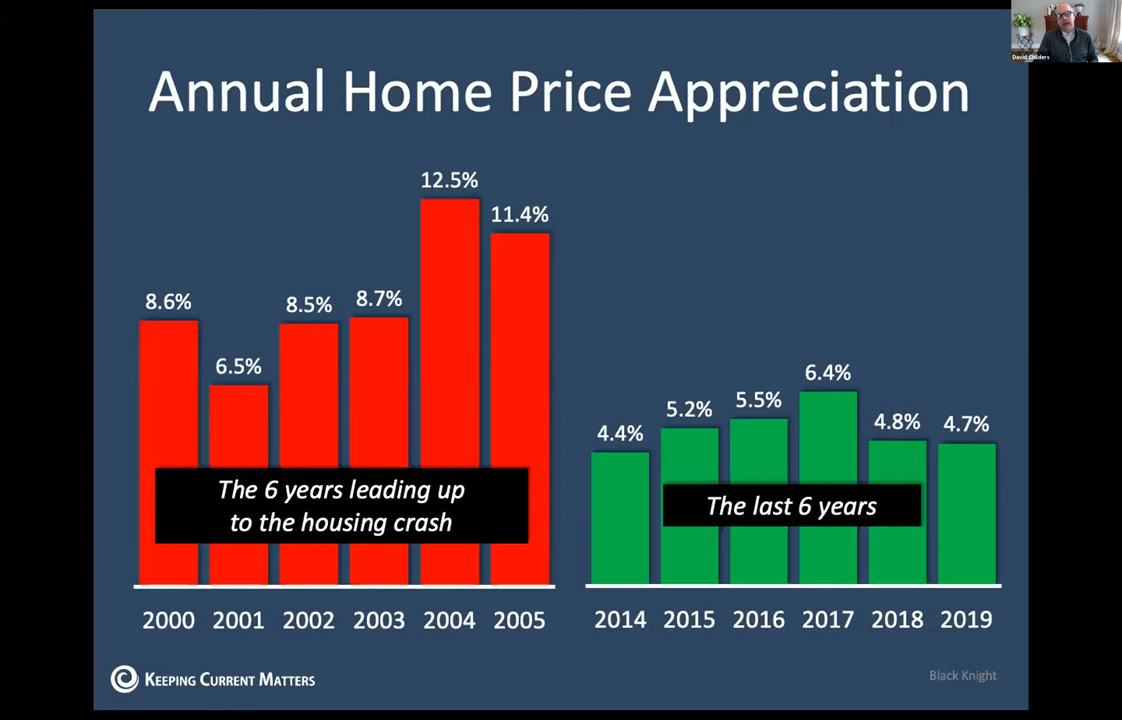 David Childers
Annual Home Price Appreciation
8.6%
6.5%
8.5%
8.7%
12.5%
11.4%
4.4%
5.2%
5.5%
6.4%
4.8%
4.7%
The 6 years leading up
to the housing crash
The last 6 years
2000 2001 2002 2003 2004 2005
2014 2015 2016 2017 2018 2019
KEEPING CURRENT MATTERS
Black Knight